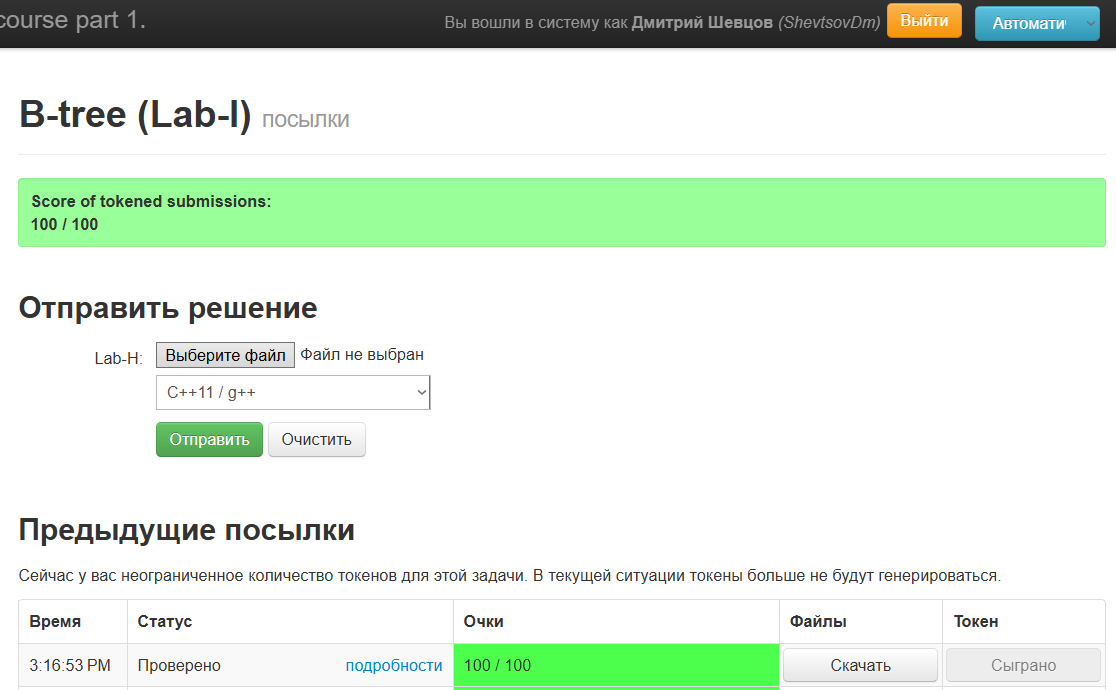 course part 1.
Вы вошли в систему как Дмитрий Шевцов (ShevtsovDm) Выйти
B-tree (Lab-I) посылки
Score of tokened submissions:
100 / 100
Отправить решение
Lab-H: Выберите файл Файл не выбран
C++11 / g++
Отправить Очистить
Предыдущие посылки
Сейчас у вас неограниченное количество токенов для этой задачи. В текущей ситуации токены больше не будут генерироваться.
Время Статус Очки Файлы Токен
3:16:53 PM Проверено подробности 100 / 100 Скачать Сыграно